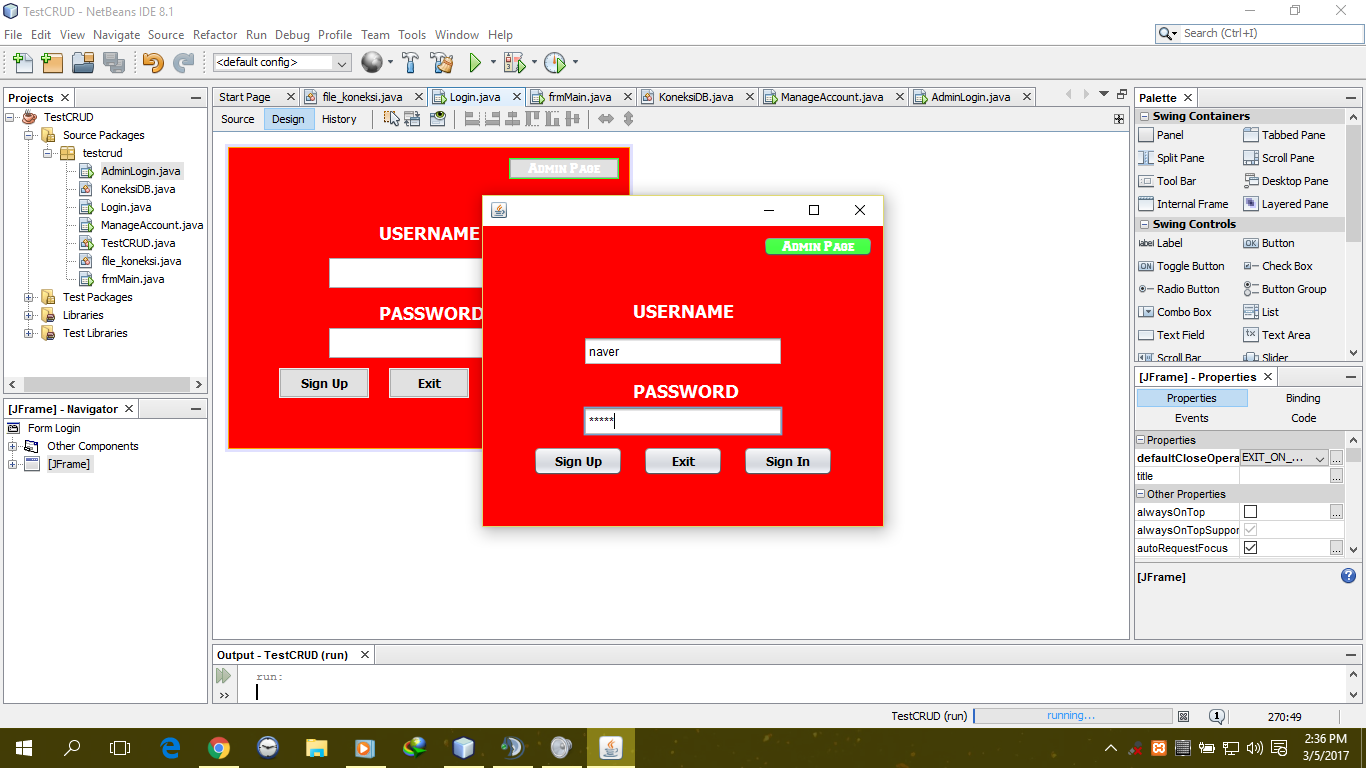 TestCRUD - NetBeans IDE 8.1
File Edit View Navigate Source Refactor Run Debug Profile Team Tools Window Help
Search (Ctrl+I)
<default config>
Projects
TestCRUD
Source Packages
testcrud
AdminLogin.java
KoneksiDB.java
Login.java
ManageAccount.java
TestCRUD.java
file_koneksi.java
frmMain.java
Test Packages
Libraries
Test Libraries
[JFrame] - Navigator
Form Login
Other Components
[JFrame]
Start Page file_koneksi.java Login.java frmMain.java KoneksiDB.java ManageAccount.java AdminLogin.java
Source Design History
Admin Page
USERNAME
PASSWORD
Sign Up Exit
Admin Page
USERNAME
naver
PASSWORD
*****
Sign Up Exit Sign In
Palette
Swing Containers
Panel Tabbed Pane
Split Pane Scroll Pane
Tool Bar Desktop Pane
Internal Frame Layered Pane
Swing Controls
Label Button
Toggle Button Check Box
Radio Button Button Group
Combo Box List
Text Field Text Area
Scroll Bar Slider
[JFrame] - Properties
Properties Binding
Events Code
Properties
defaultCloseOpera EXIT_ON_...
title
Other Properties
alwaysOnTop
alwaysOnTopSuppor
autoRequestFocus
[JFrame]
Output - TestCRUD (run)
run:
TestCRUD (run) running... 270:49
2:36 PM
3/5/2017